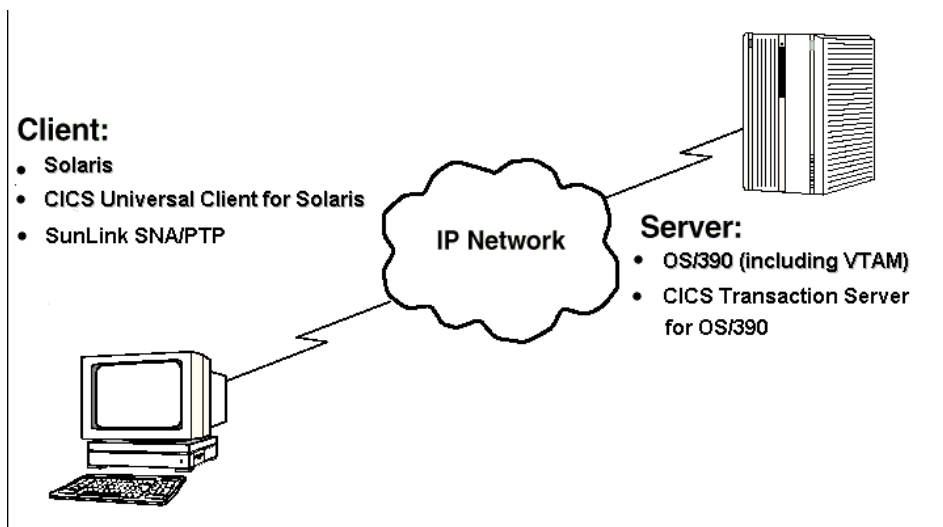 Client:
• Solaris
• CICS Universal Client for Solaris
• SunLink SNA/PTP
IP Network
Server:
• OS/390 (including VTAM)
• CICS Transaction Server
for OS/390